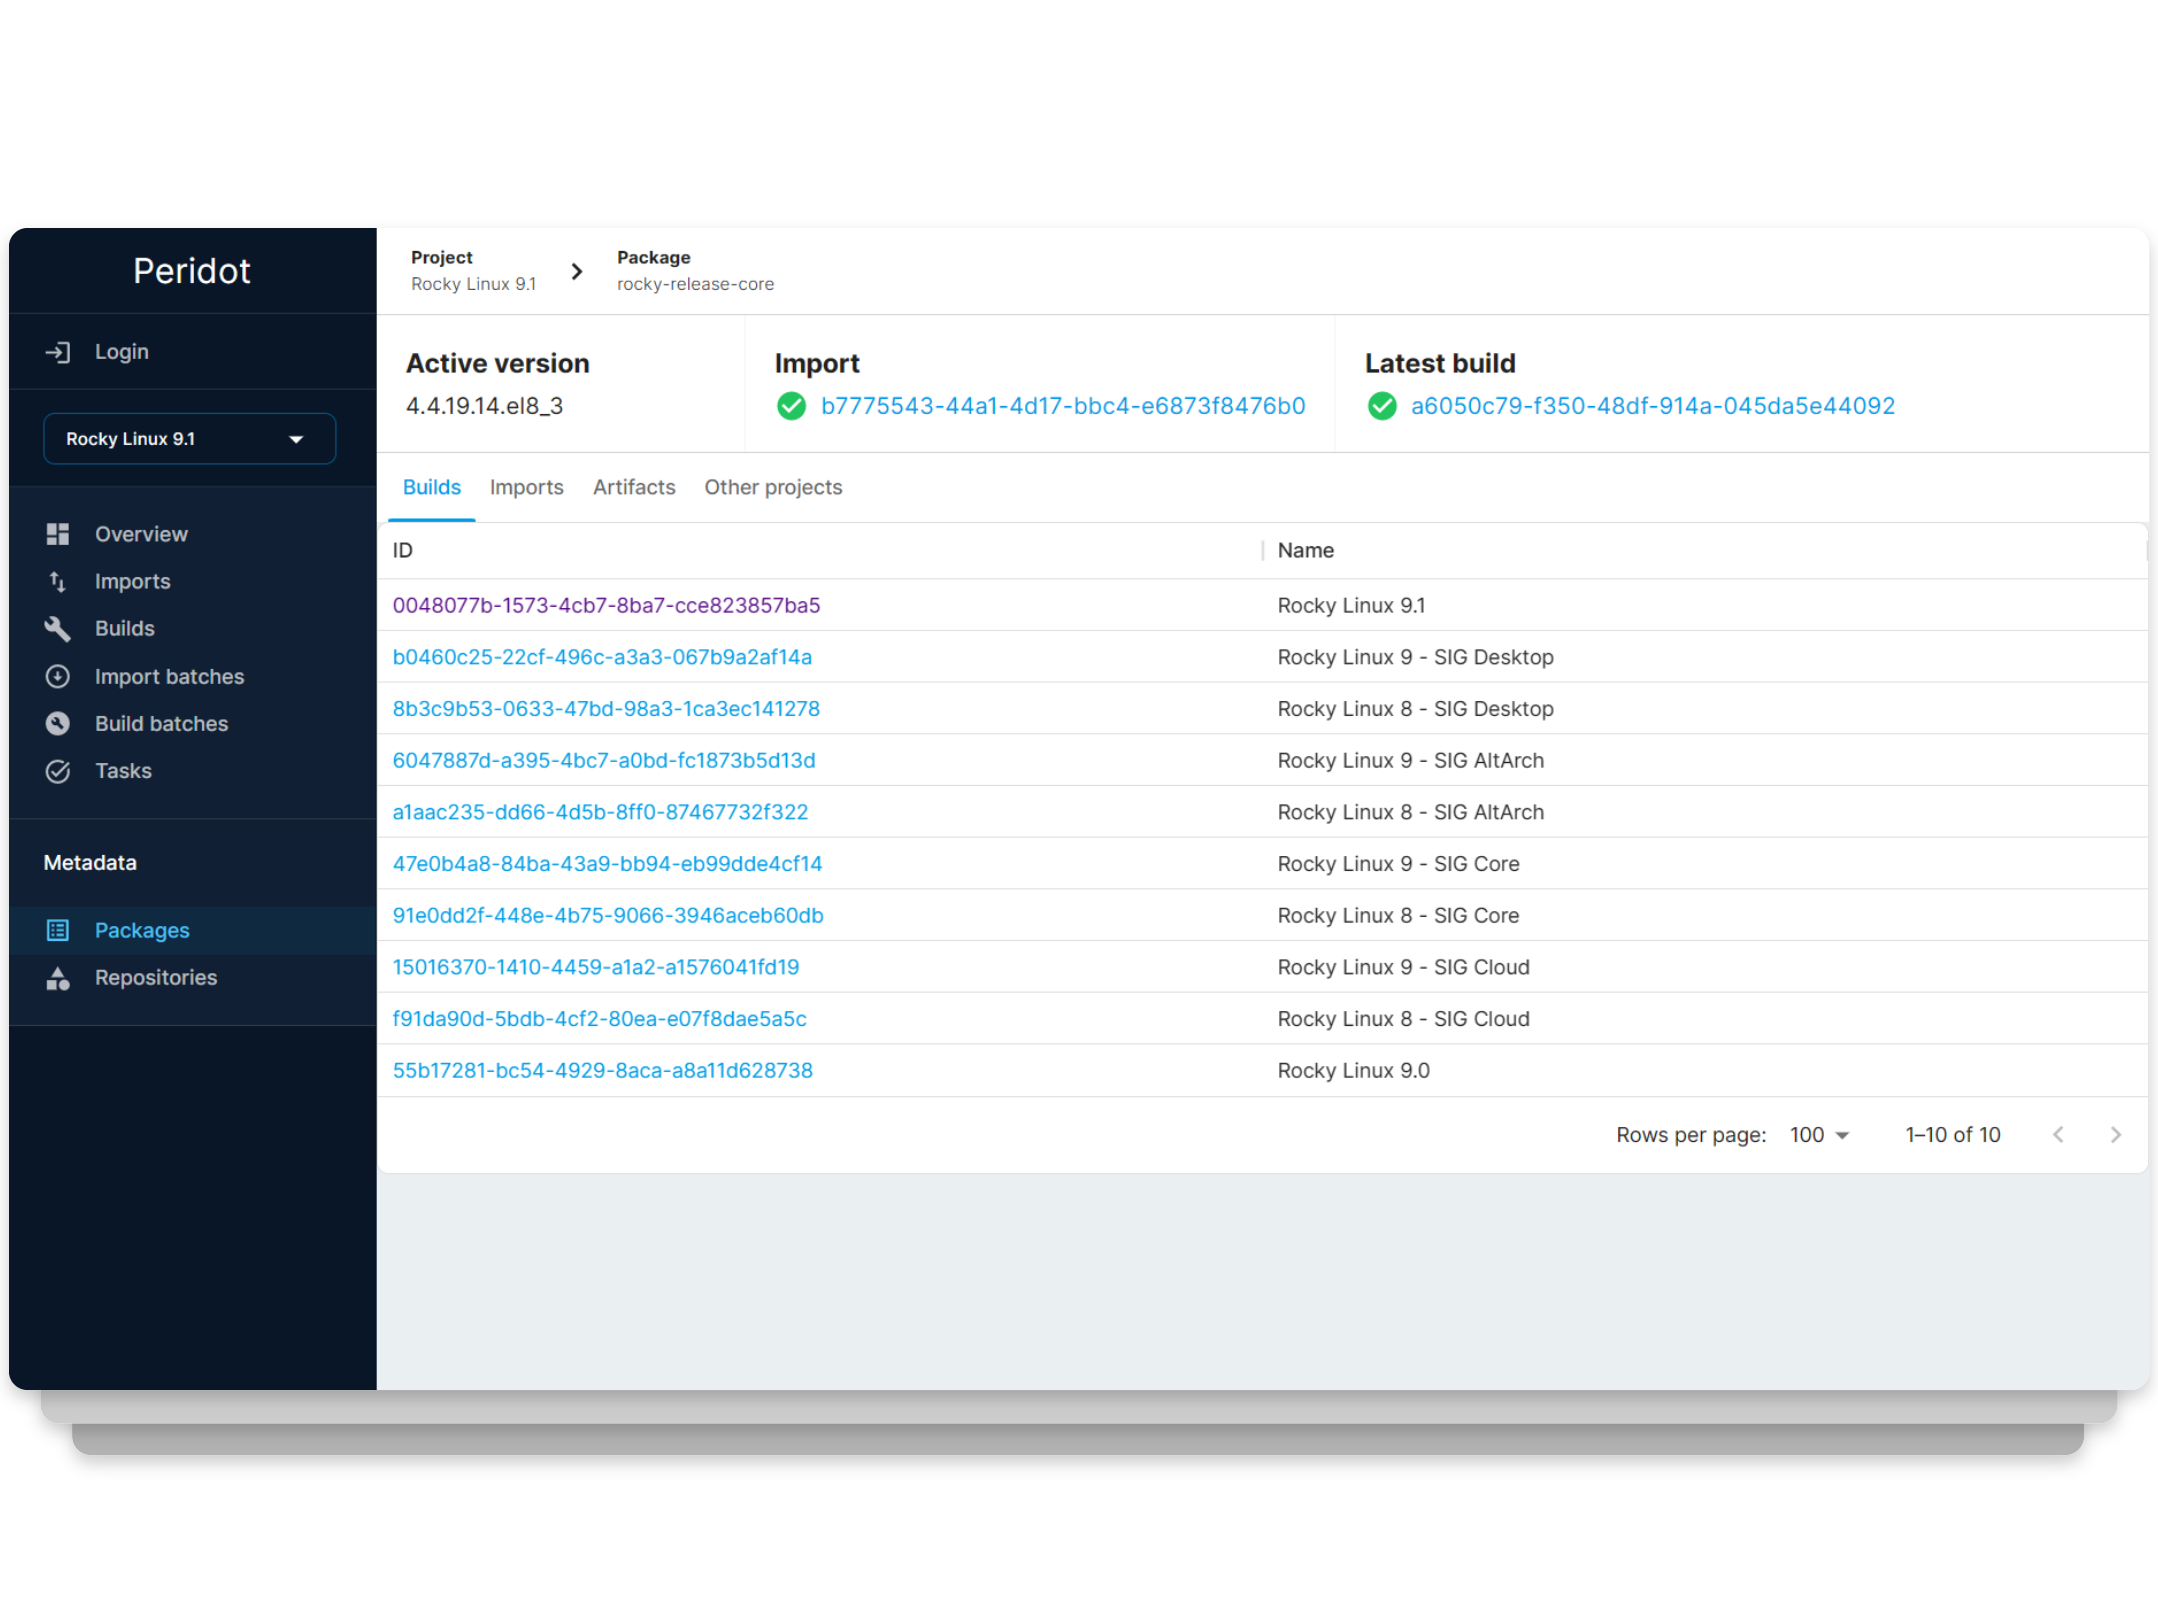 Peridot
Login
Rocky Linux 9.1
Overview
Imports
Builds
Import batches
Build batches
Tasks
Metadata
Packages
Repositories
Project
Rocky Linux 9.1
Package
rocky-release-core
Active version
4.4.19.14.el8_3
Import
b7775543-44a1-4d17-bbc4-e6873f8476b0
Latest build
a6050c79-f350-48df-914a-045da5e44092
Builds Imports Artifacts Other projects
ID Name
0048077b-1573-4cb7-8ba7-cce823857ba5 Rocky Linux 9.1
b0460c25-22cf-496c-a3a3-067b9a2af14a Rocky Linux 9 - SIG Desktop
8b3c9b53-0633-47bd-98a3-1ca3ec141278 Rocky Linux 8 - SIG Desktop
6047887d-a395-4bc7-a0bd-fc1873b5d13d Rocky Linux 9 - SIG AltArch
a1aac235-dd66-4d5b-8ff0-87467732f322 Rocky Linux 8 - SIG AltArch
47e0b4a8-84ba-43a9-bb94-eb99dde4cf14 Rocky Linux 9 - SIG Core
91e0dd2f-448e-4b75-9066-3946aceb60db Rocky Linux 8 - SIG Core
15016370-1410-4459-a1a2-a1576041fd19 Rocky Linux 9 - SIG Cloud
f91da90d-5bdb-4cf2-80ea-e07f8dae5a5c Rocky Linux 8 - SIG Cloud
55b17281-bc54-4929-8aca-a8a11d628738 Rocky Linux 9.0
Rows per page: 100 1–10 of 10